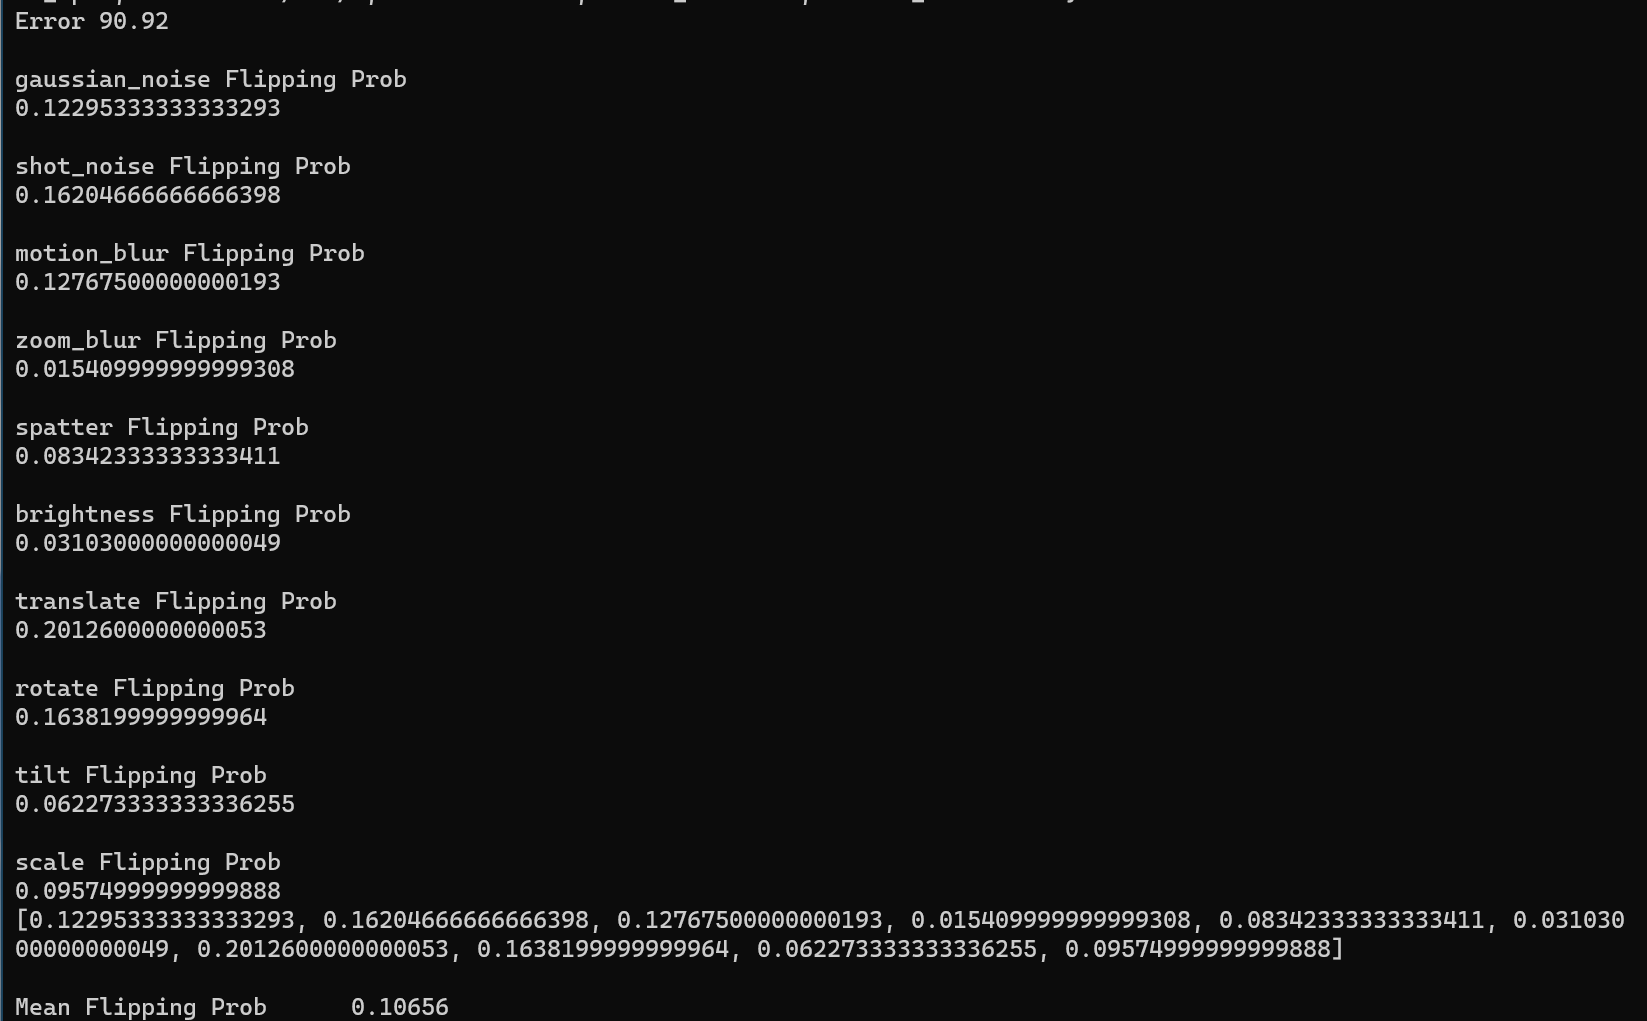 Error 90.92
gaussian_noise Flipping Prob
0.12295333333333293
shot_noise Flipping Prob
0.16204666666666398
motion_blur Flipping Prob
0.12767500000000193
zoom_blur Flipping Prob
0.015409999999999308
spatter Flipping Prob
0.08342333333333411
brightness Flipping Prob
0.03103000000000049
translate Flipping Prob
0.2012600000000053
rotate Flipping Prob
0.1638199999999964
tilt Flipping Prob
0.062273333333336255
scale Flipping Prob
0.09574999999999888
[0.12295333333333293, 0.16204666666666398, 0.12767500000000193, 0.015409999999999308, 0.08342333333333411, 0.031030
00000000049, 0.2012600000000053, 0.1638199999999964, 0.062273333333336255, 0.09574999999999888]
Mean Flipping Prob      0.10656